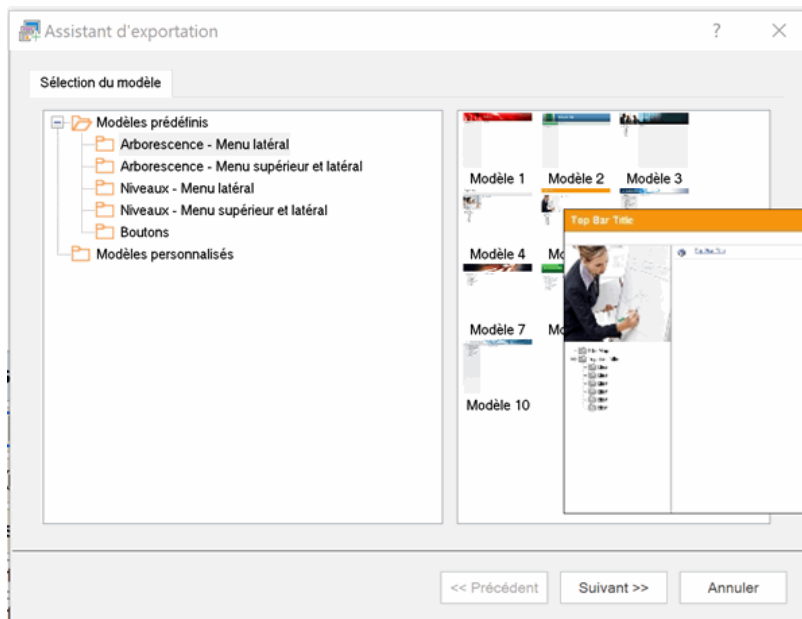 Assistant d'exportation
Sélection du modèle
Modèles prédéfinis
Arborescence - Menu latéral
Arborescence - Menu supérieur et latéral
Niveaux - Menu latéral
Niveaux - Menu supérieur et latéral
Boutons
Modèles personnalisés
Modèle 1 Modèle 2 Modèle 3
Modèle 4
Modèle 7
Modèle 10
Top Bar Title
<< Précédent Suivant >> Annuler